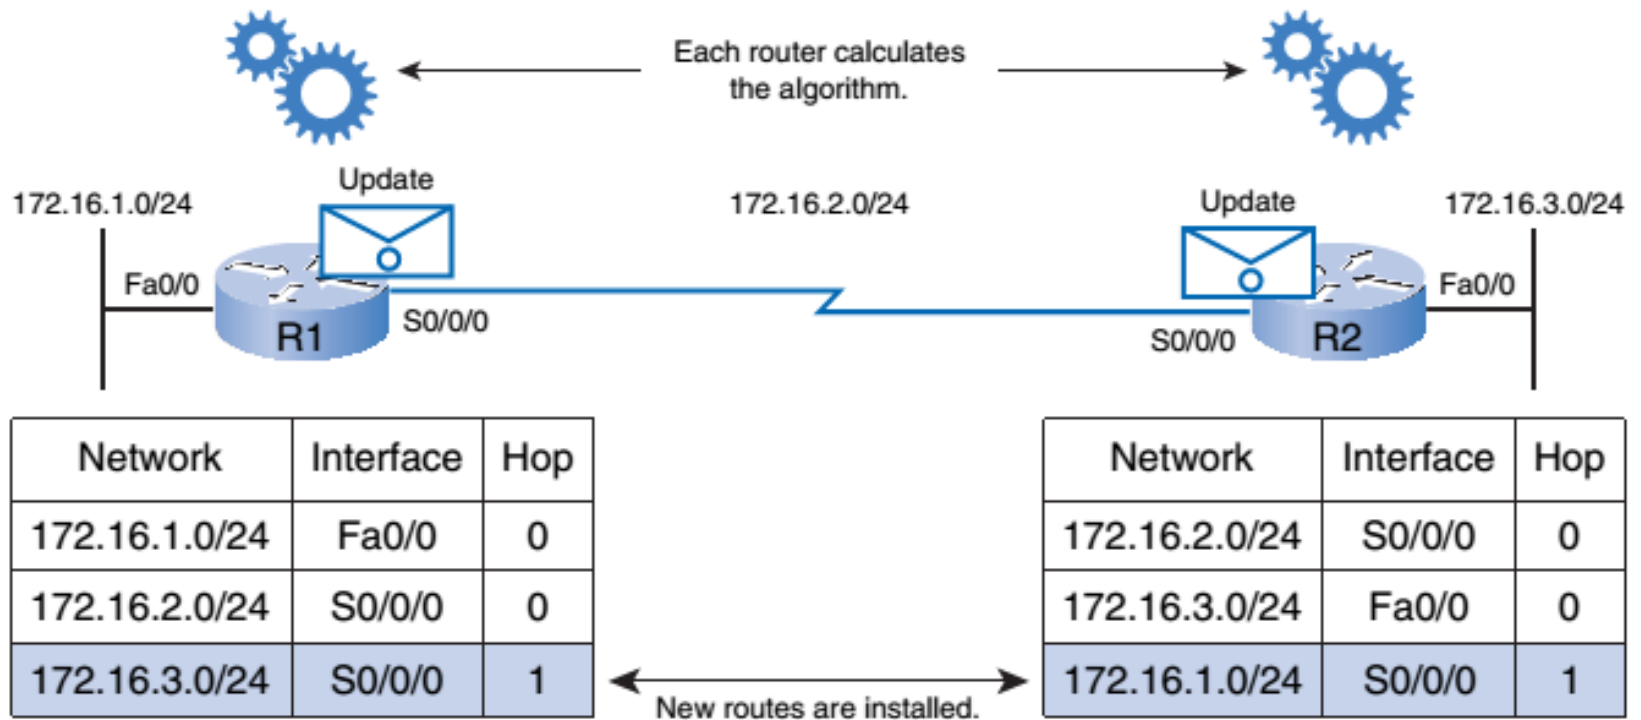 Each router calculates
the algorithm.
Update
172.16.1.0/24
172.16.2.0/24
Update
172.16.3.0/24
Fa0/0
R1
S0/0/0
S0/0/0
R2
Fa0/0
Network Interface Hop
172.16.1.0/24 Fa0/0 0
172.16.2.0/24 S0/0/0 0
172.16.3.0/24 S0/0/0 1
New routes are installed.
Network Interface Hop
172.16.2.0/24 S0/0/0 0
172.16.3.0/24 Fa0/0 0
172.16.1.0/24 S0/0/0 1